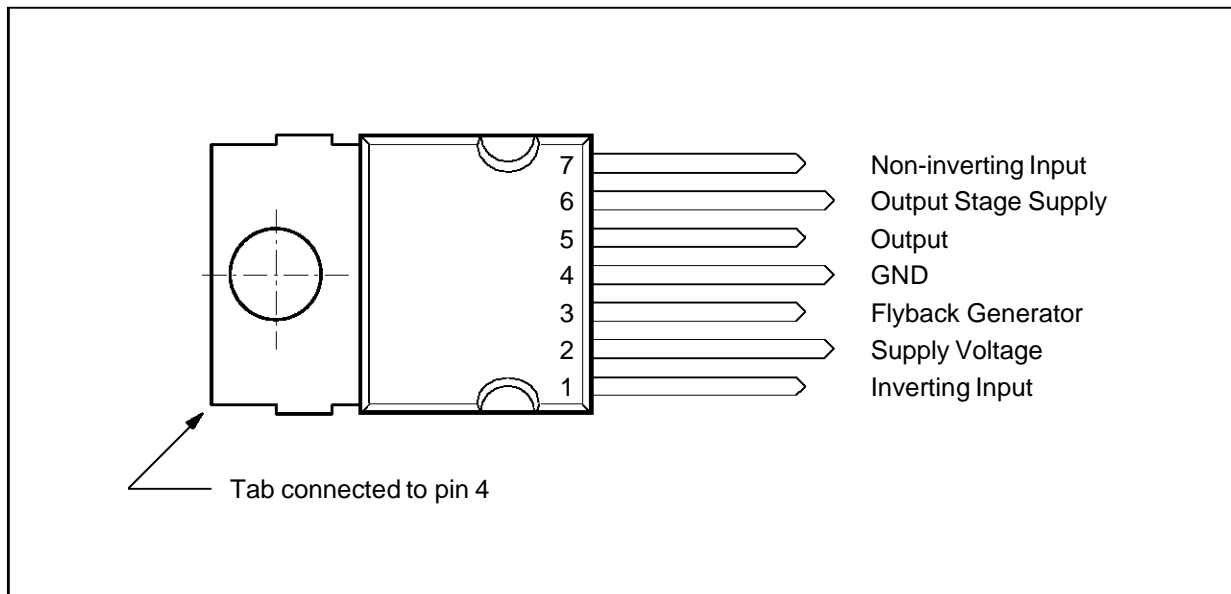 7 Non-inverting Input
6 Output Stage Supply
5 Output
4 GND
3 Flyback Generator
2 Supply Voltage
1 Inverting Input
Tab connected to pin 4